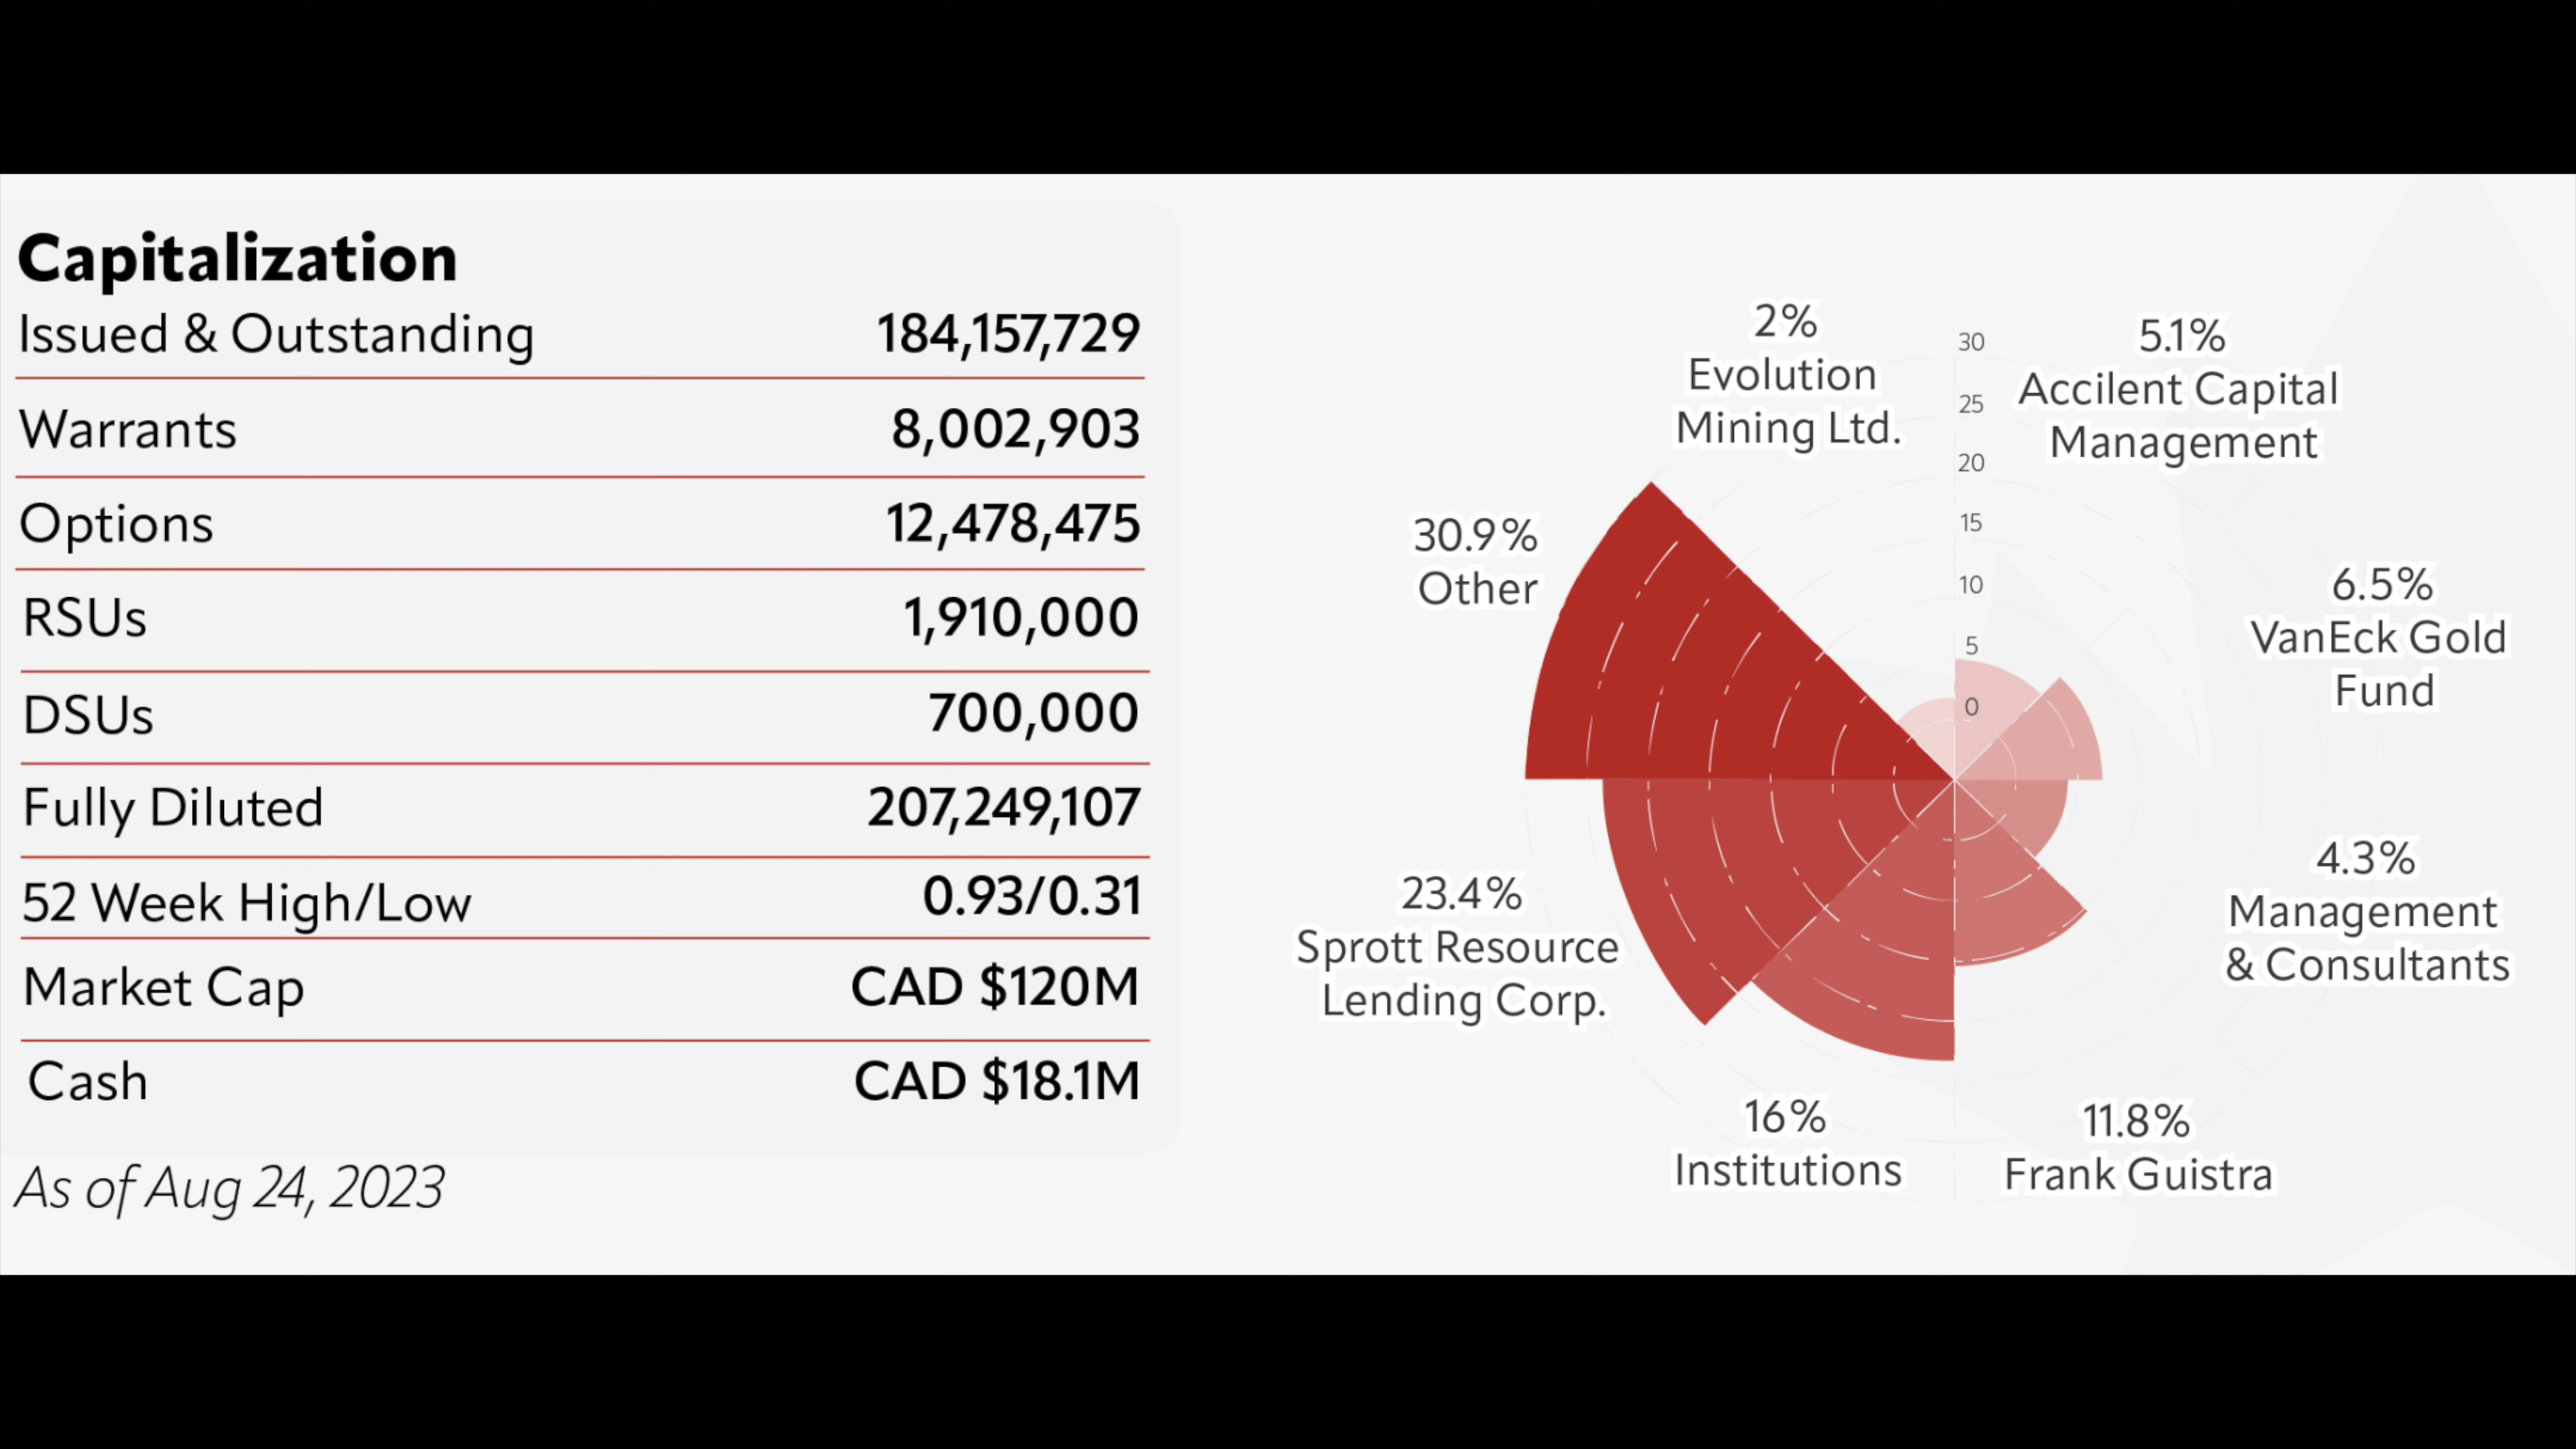 Capitalization
Issued & Outstanding 184,157,729
Warrants 8,002,903
Options 12,478,475
RSUs 1,910,000
DSUs 700,000
Fully Diluted 207,249,107
52 Week High/Low 0.93/0.31
Market Cap CAD $120M
Cash CAD $18.1M
As of Aug 24, 2023
2%
Evolution
Mining Ltd.
30
25
20
15
10
5
0
5.1%
Accilent Capital
Management
6.5%
VanEck Gold
Fund
4.3%
Management
& Consultants
11.8%
Frank Guistra
16%
Institutions
23.4%
Sprott Resource
Lending Corp.
30.9%
Other